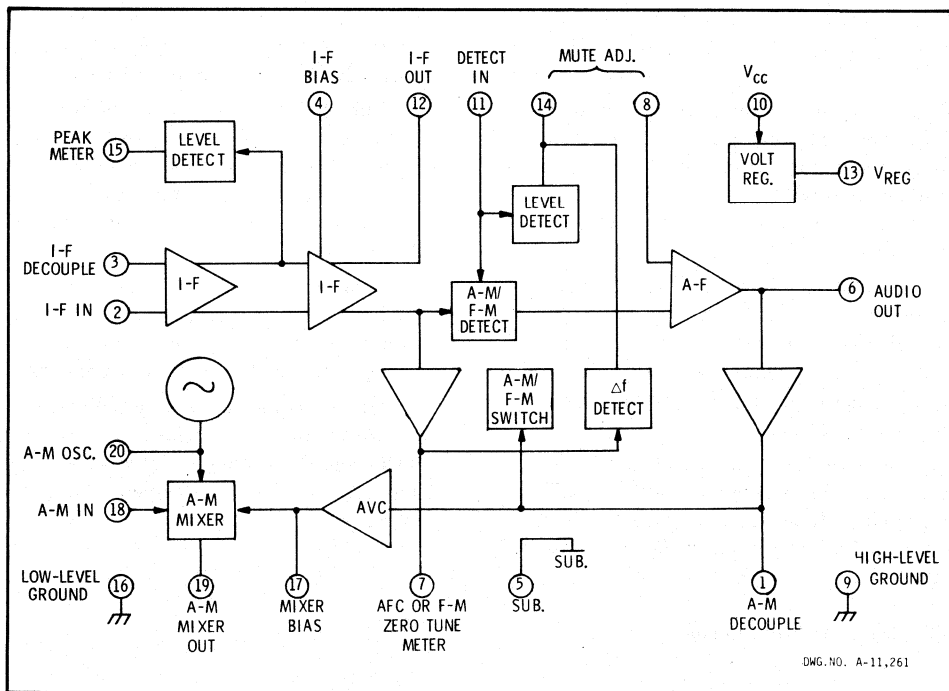 I-F
BIAS
4
I-F
OUT
12
DETECT
IN
11
MUTE ADJ.
14
8
VCC
10
PEAK
METER
15
LEVEL
DETECT
VOLT
REG.
13
VREG
LEVEL
DETECT
I-F
DECOUPLE
3
I-F
I-F
A-F
6
AUDIO
OUT
I-F IN
2
A-M/
F-M
DETECT
~
A-M/
F-M
SWITCH
Δf
DETECT
A-M OSC.
20
A-M IN
18
A-M
MIXER
AVC
LOW-LEVEL
GROUND
16
19
A-M
MIXER
OUT
17
MIXER
BIAS
7
AFC OR F-M
ZERO TUNE
METER
5
SUB.
SUB.
1
A-M
DECOUPLE
HIGH-LEVEL
GROUND
9
DWG.NO. A-11,261